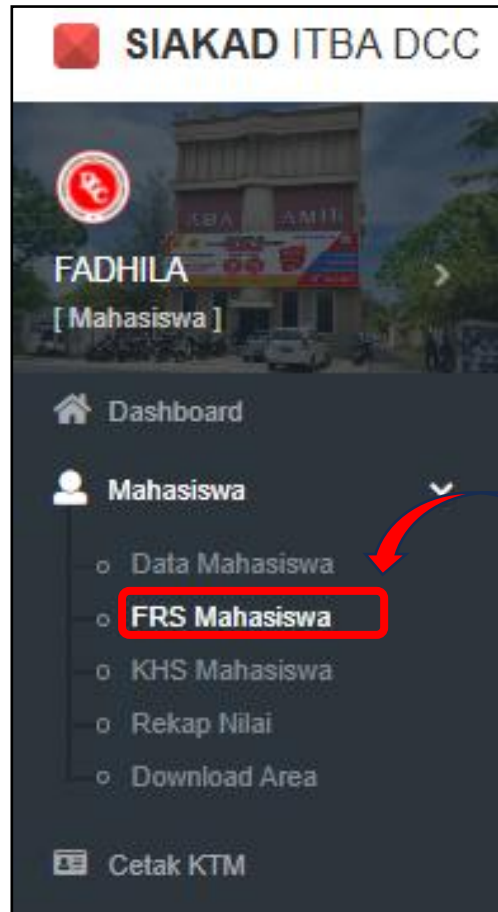 SIAKAD ITBA DCC
FADHILA
[ Mahasiswa ]
Dashboard
Mahasiswa
Data Mahasiswa
FRS Mahasiswa
KHS Mahasiswa
Rekap Nilai
Download Area
Cetak KTM